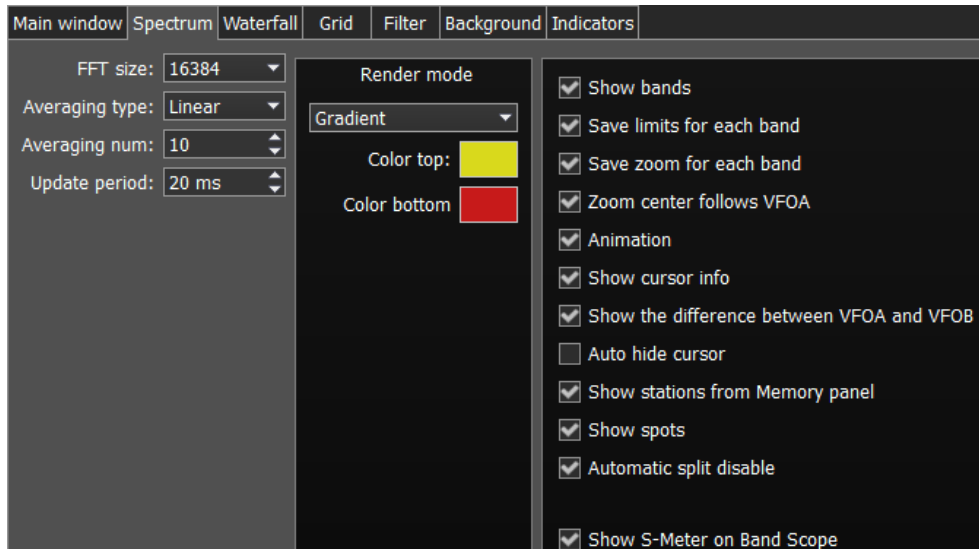 Main window Spectrum Waterfall Grid Filter Background Indicators
FFT size: 16384
Averaging type: Linear
Averaging num: 10
Update period: 20 ms
Render mode
Gradient
Color top:
Color bottom
Show bands
Save limits for each band
Save zoom for each band
Zoom center follows VFOA
Animation
Show cursor info
Show the difference between VFOA and VFOB
Auto hide cursor
Show stations from Memory panel
Show spots
Automatic split disable
Show S-Meter on Band Scope